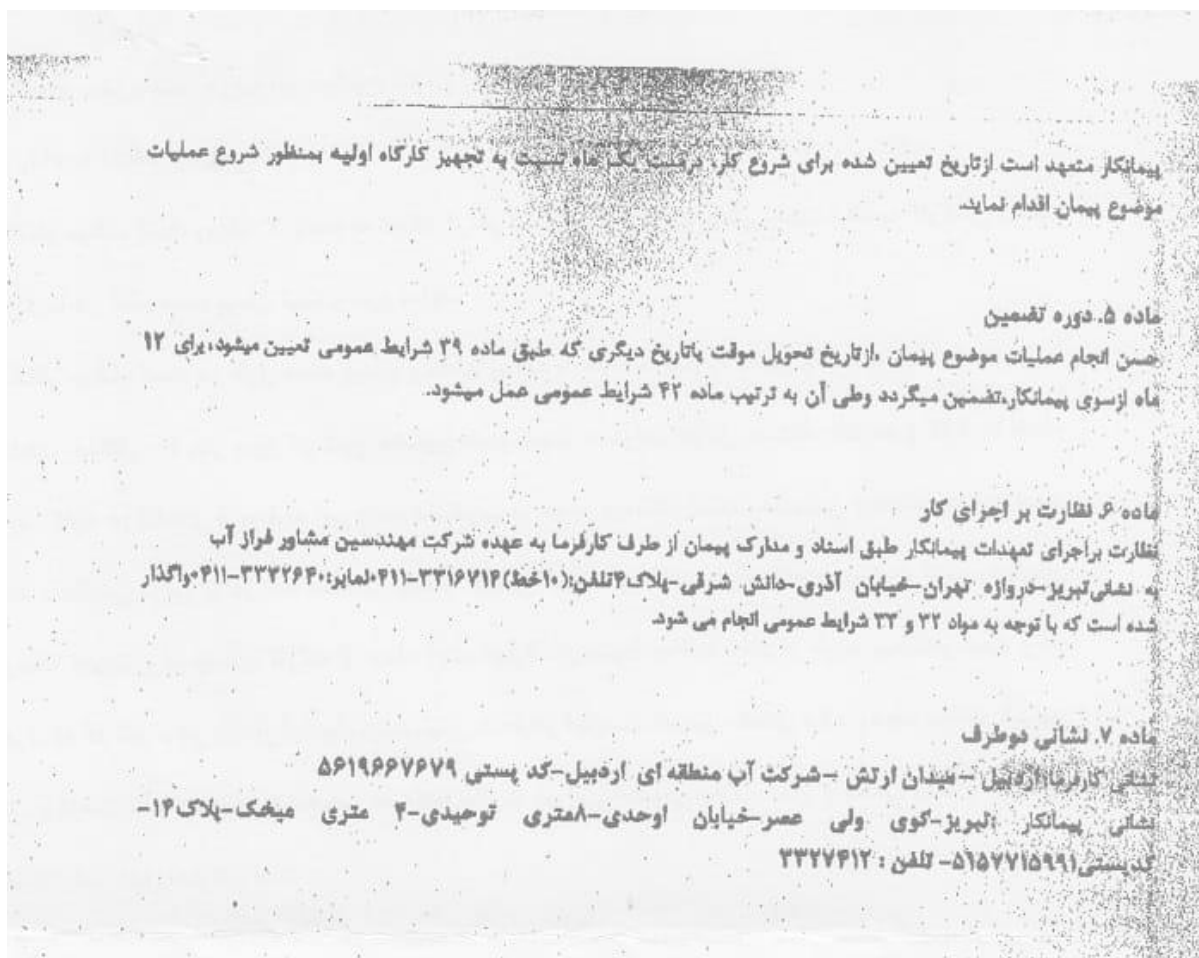 پیمانکار متعهد است ازتاریخ تعیین شده برای شروع کار، درمدت یک ماه نسبت به تجهیز کارگاه اولیه بمنظور شروع عملیات
موضوع پیمان اقدام نماید.
ماده ۵. دوره تضمین
حسن انجام عملیات موضوع پیمان ،ازتاریخ تحویل موقت یاتاریخ دیگری که طبق ماده ۳۹ شرایط عمومی تعیین میشود،برای ۱۲
ماه ازسوی پیمانکار،تضمین میگردد وطی آن به ترتیب ماده ۴۲ شرایط عمومی عمل میشود.
ماده ۶. نظارت بر اجرای کار
نظارت براجرای تعهدات پیمانکار طبق اسناد و مدارک پیمان از طرف کارفرما به عهده شرکت مهندسین مشاور فراز آب
به نشانی تبریز-دروازه تهران-خیابان آذری-دانش شرقی-پلاک۴تلفن:(۱۰خط)۳۳۱۶۷۱۴-۰۴۱۱نمابر:۳۳۳۲۶۴۰-۰۴۱۱واگذار
شده است که با توجه به مواد ۳۲ و ۳۳ شرایط عمومی انجام می شود.
ماده ۷. نشانی دوطرف
نشانی کارفرما:اردبیل –میدان ارتش –شرکت آب منطقه ای اردبیل-کد پستی ۵۶۱۹۶۶۷۶۷۹
نشانی پیمانکار :تبریز-کوی ولی عصر-خیابان اوحدی-۸متری توحیدی-۴ متری میخک-پلاک۱۴-
کدپستی۵۱۵۷۷۱۵۹۹۱- تلفن : ۳۳۲۷۴۱۲